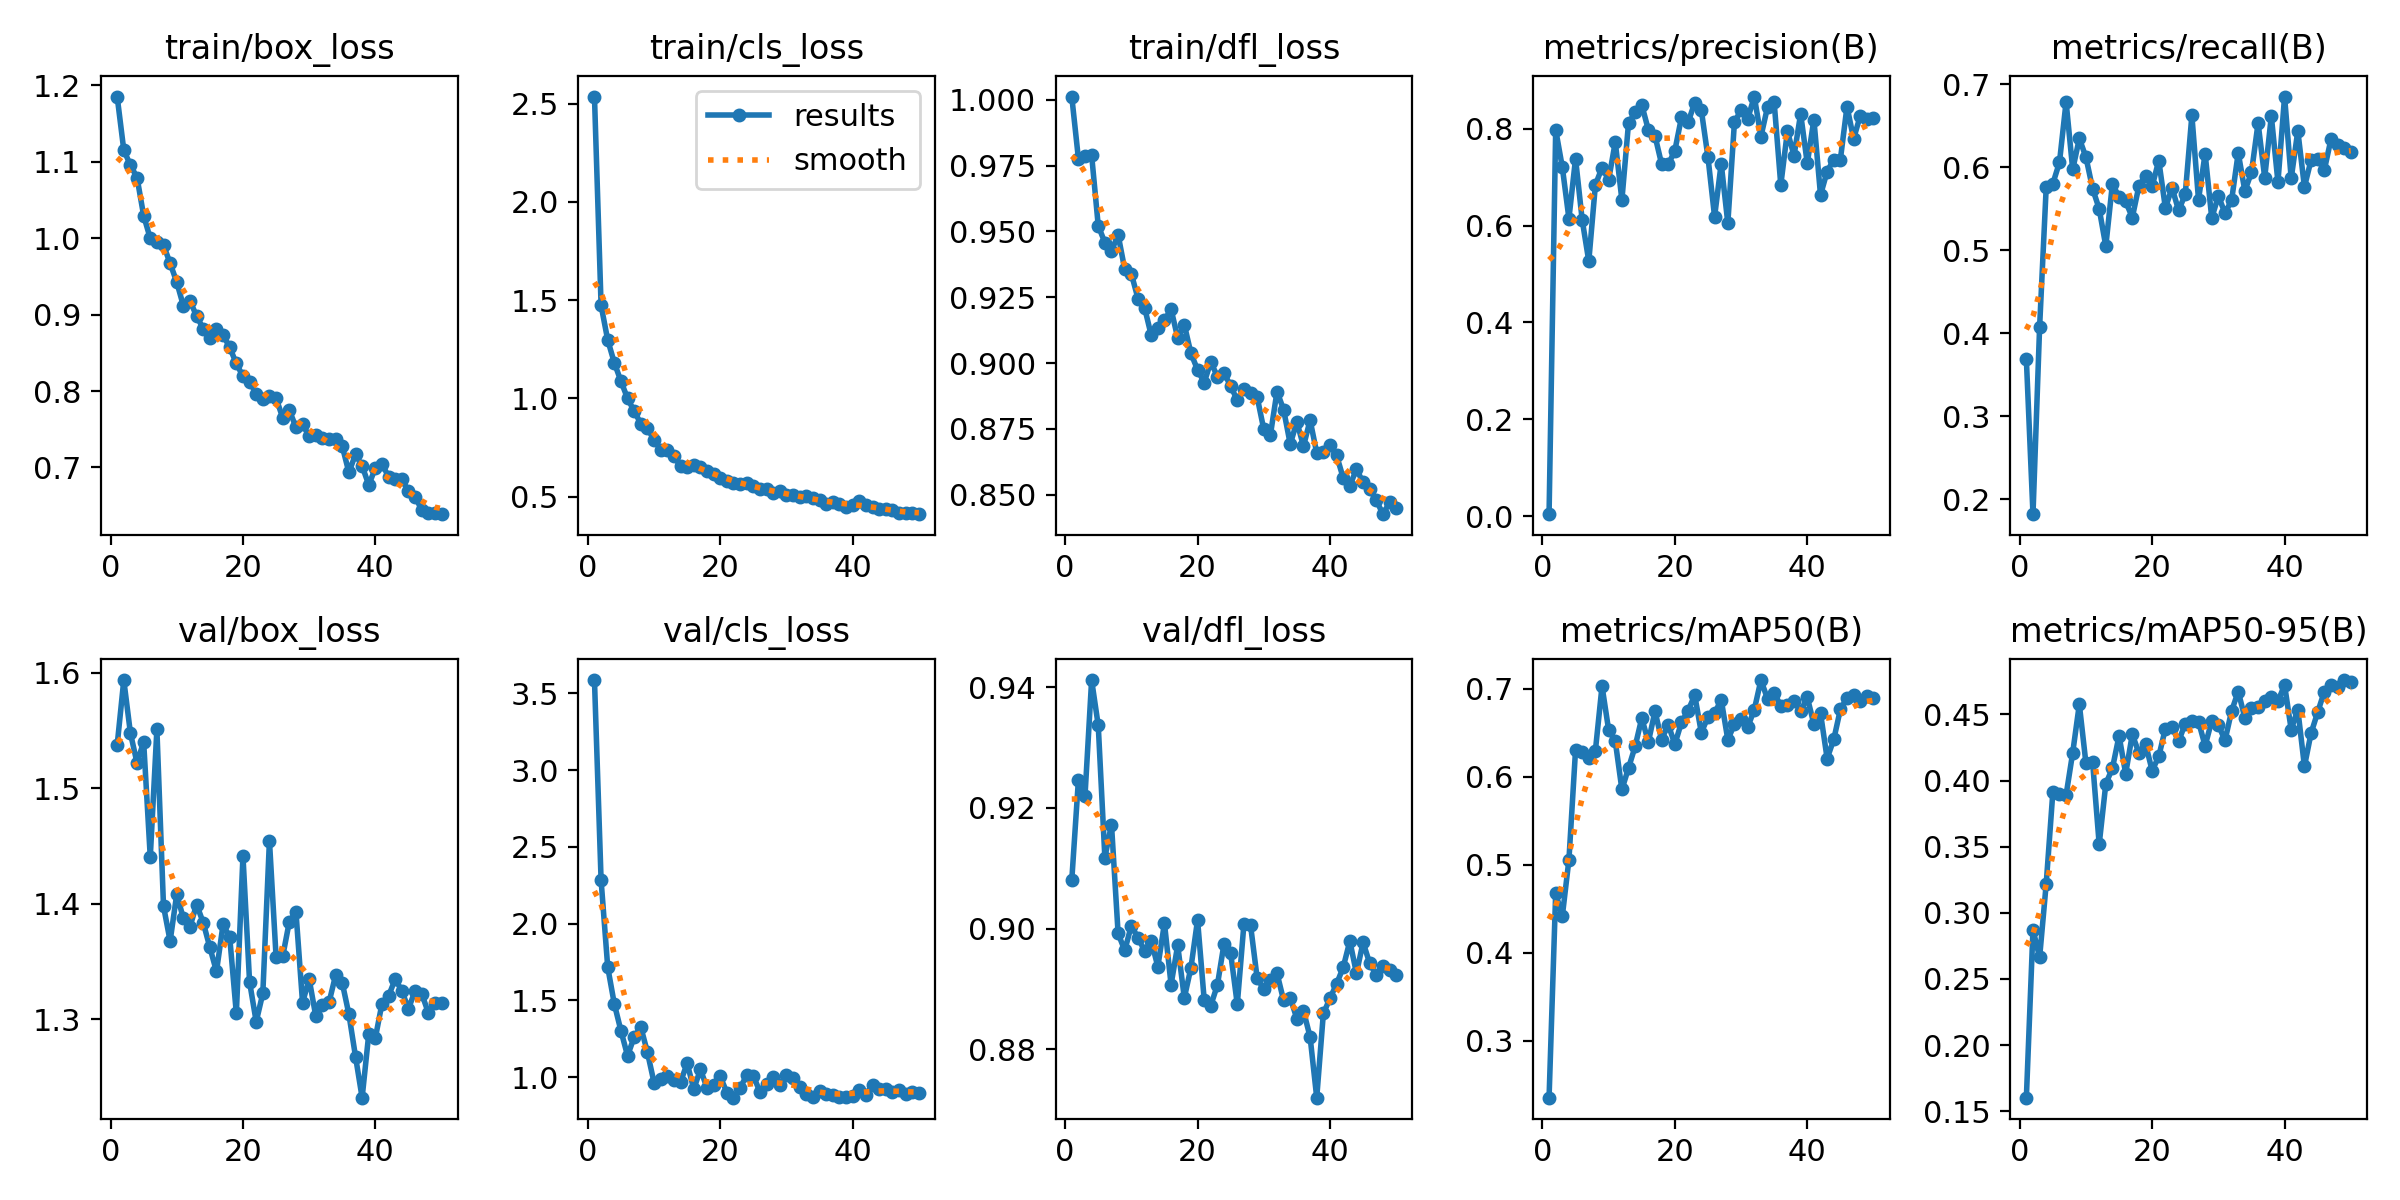 train/box_loss
1.2
1.1
1.0
0.9
0.8
0.7
0 20 40
train/cls_loss
results
smooth
2.5
2.0
1.5
1.0
0.5
0 20 40
train/dfl_loss
1.000
0.975
0.950
0.925
0.900
0.875
0.850
0 20 40
metrics/precision(B)
0.8
0.6
0.4
0.2
0.0
0 20 40
metrics/recall(B)
0.7
0.6
0.5
0.4
0.3
0.2
0 20 40
val/box_loss
1.6
1.5
1.4
1.3
0 20 40
val/cls_loss
3.5
3.0
2.5
2.0
1.5
1.0
0 20 40
val/dfl_loss
0.94
0.92
0.90
0.88
0 20 40
metrics/mAP50(B)
0.7
0.6
0.5
0.4
0.3
0 20 40
metrics/mAP50-95(B)
0.45
0.40
0.35
0.30
0.25
0.20
0.15
0 20 40